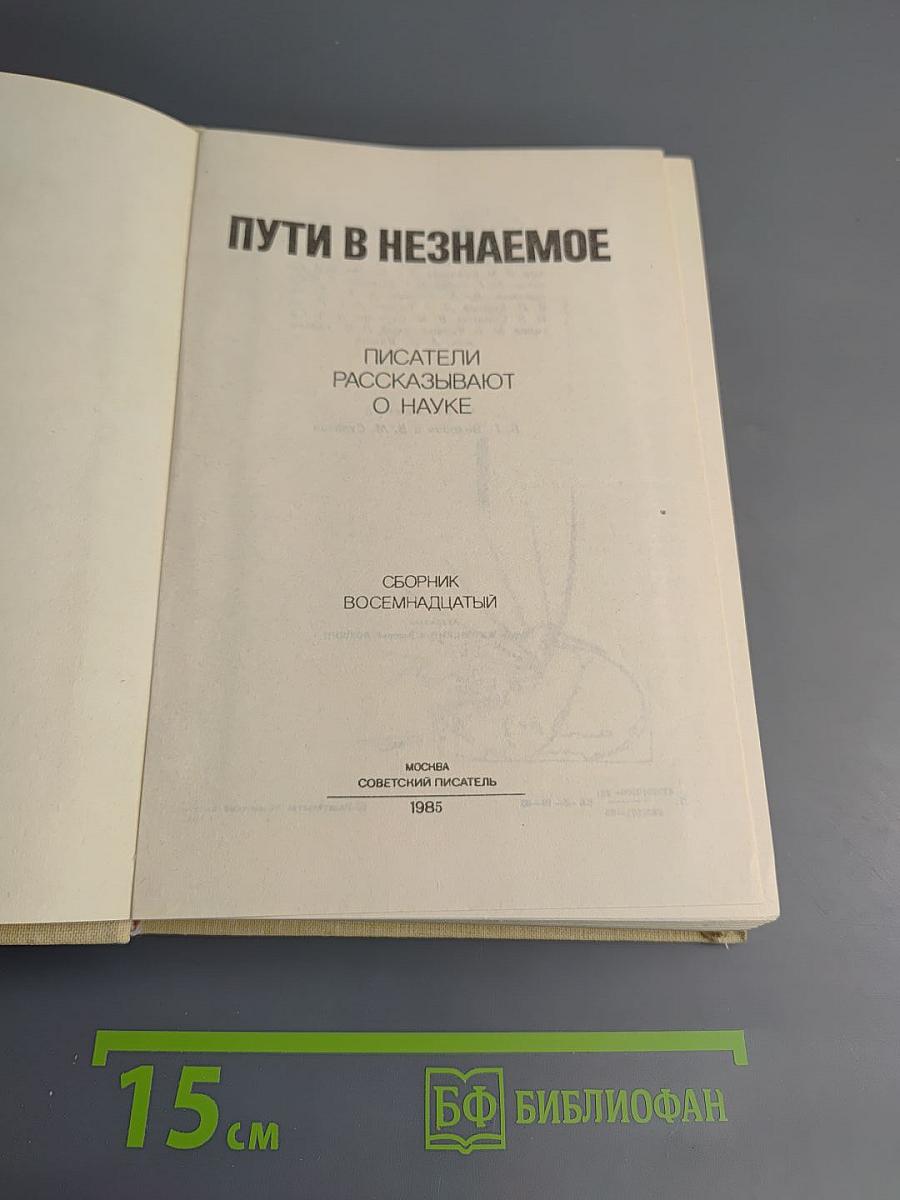 ПУТИ В НЕЗНАЕМОЕ
ПИСАТЕЛИ
РАССКАЗЫВАЮТ
О НАУКЕ
СБОРНИК
ВОСЕМНАДЦАТЫЙ
МОСКВА
СОВЕТСКИЙ ПИСАТЕЛЬ
1985
15 см
БФ БИБЛИОФАН